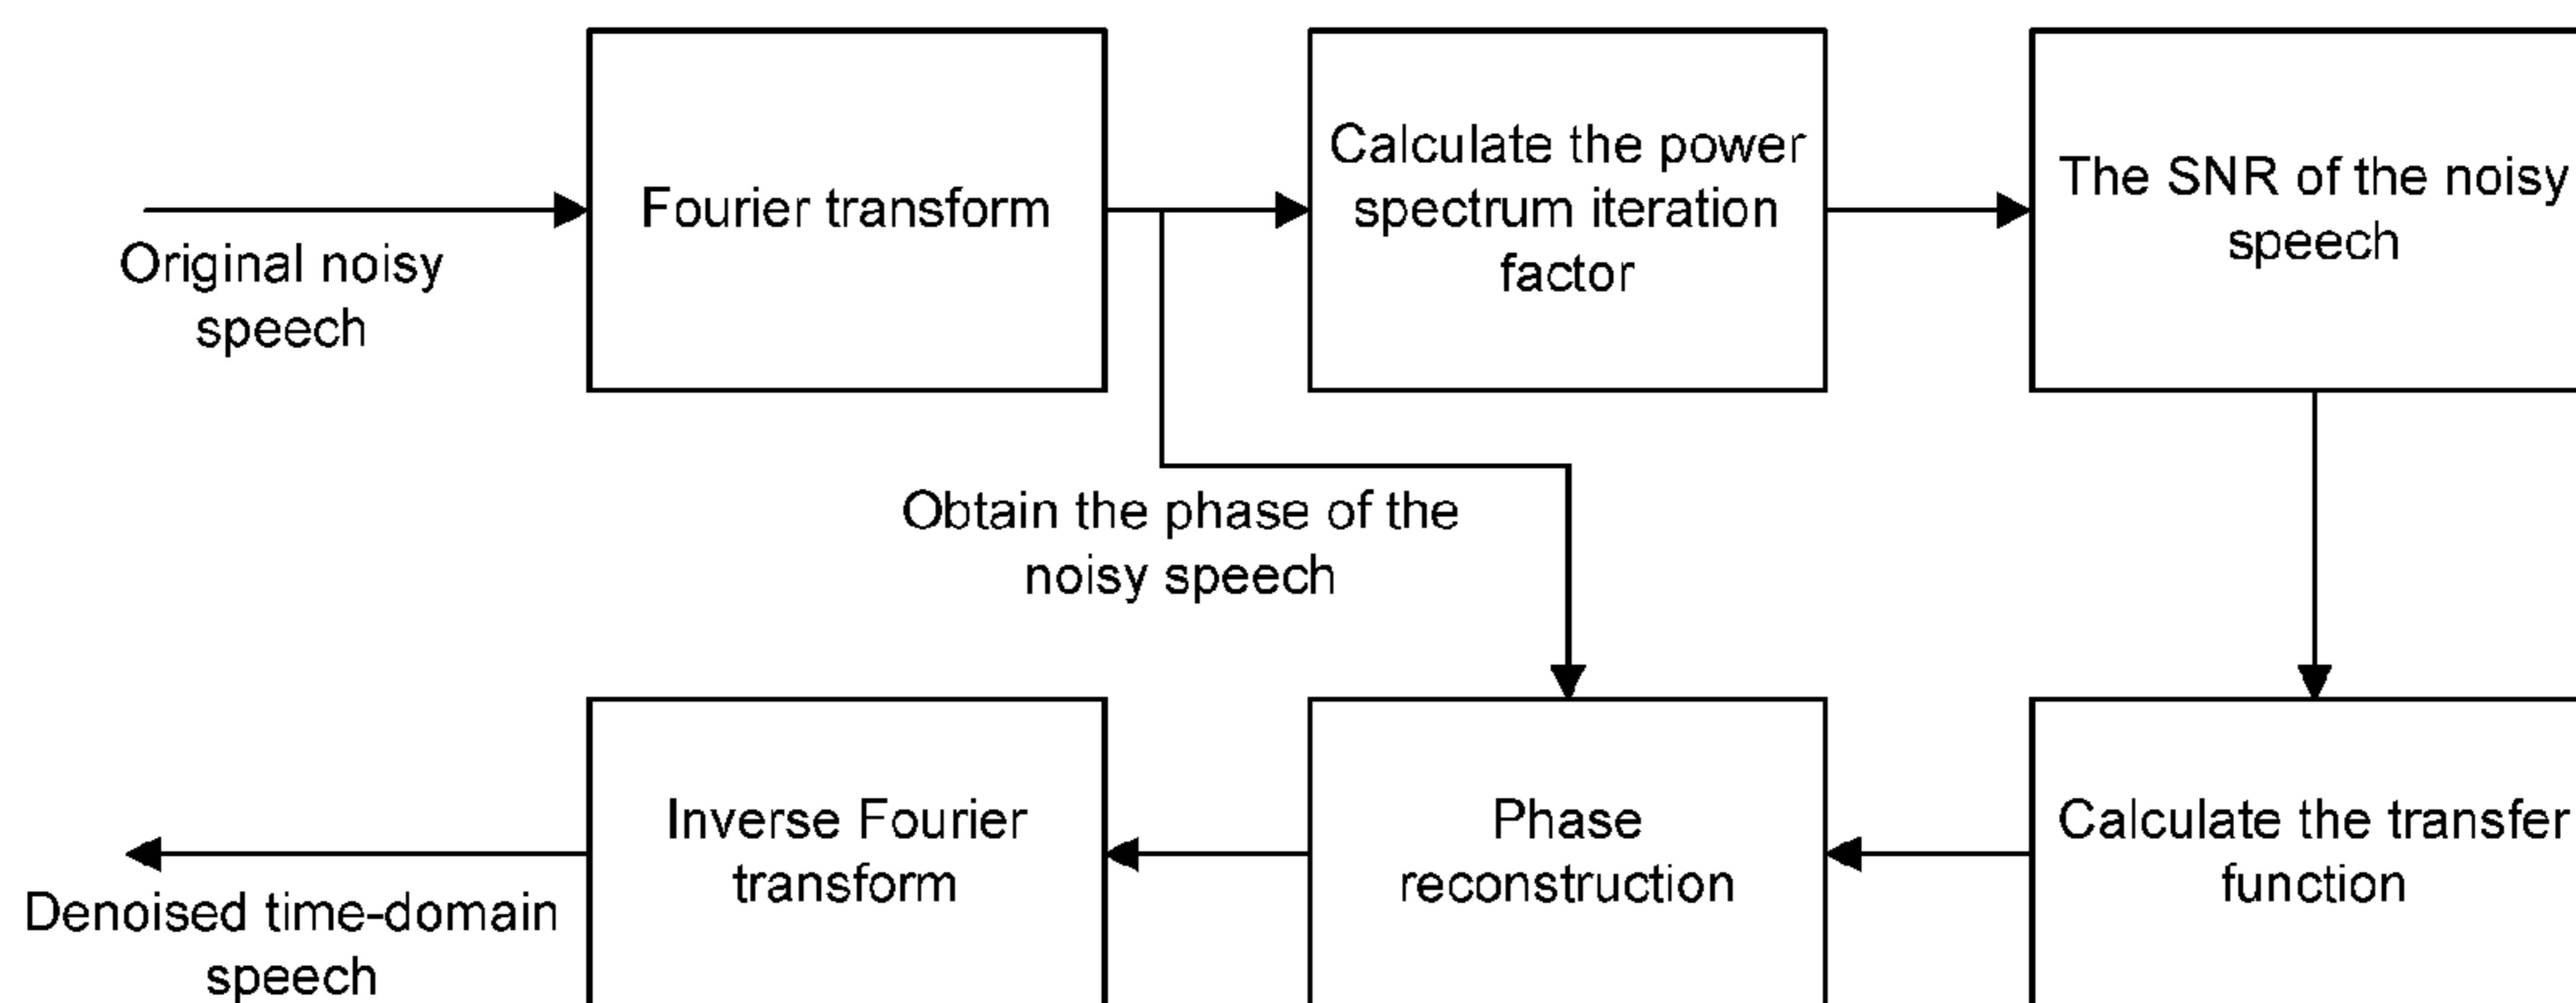 Original noisy
speech
Fourier transform
Calculate the power
spectrum iteration
factor
The SNR of the noisy
speech
Obtain the phase of the
noisy speech
Calculate the transfer
function
Phase
reconstruction
Inverse Fourier
transform
Denoised time-domain
speech